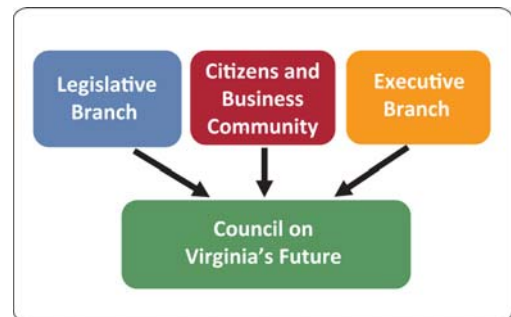 Legislative
Branch
Citizens and
Business
Community
Executive
Branch
Council on
Virginia's Future